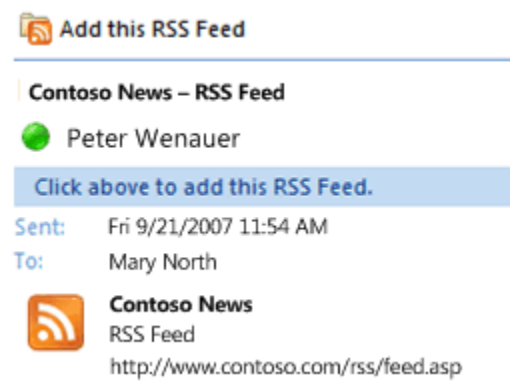 Add this RSS Feed
Contoso News – RSS Feed
Peter Wenauer
Click above to add this RSS Feed.
Sent: Fri 9/21/2007 11:54 AM
To: Mary North
Contoso News
RSS Feed
http://www.contoso.com/rss/feed.asp